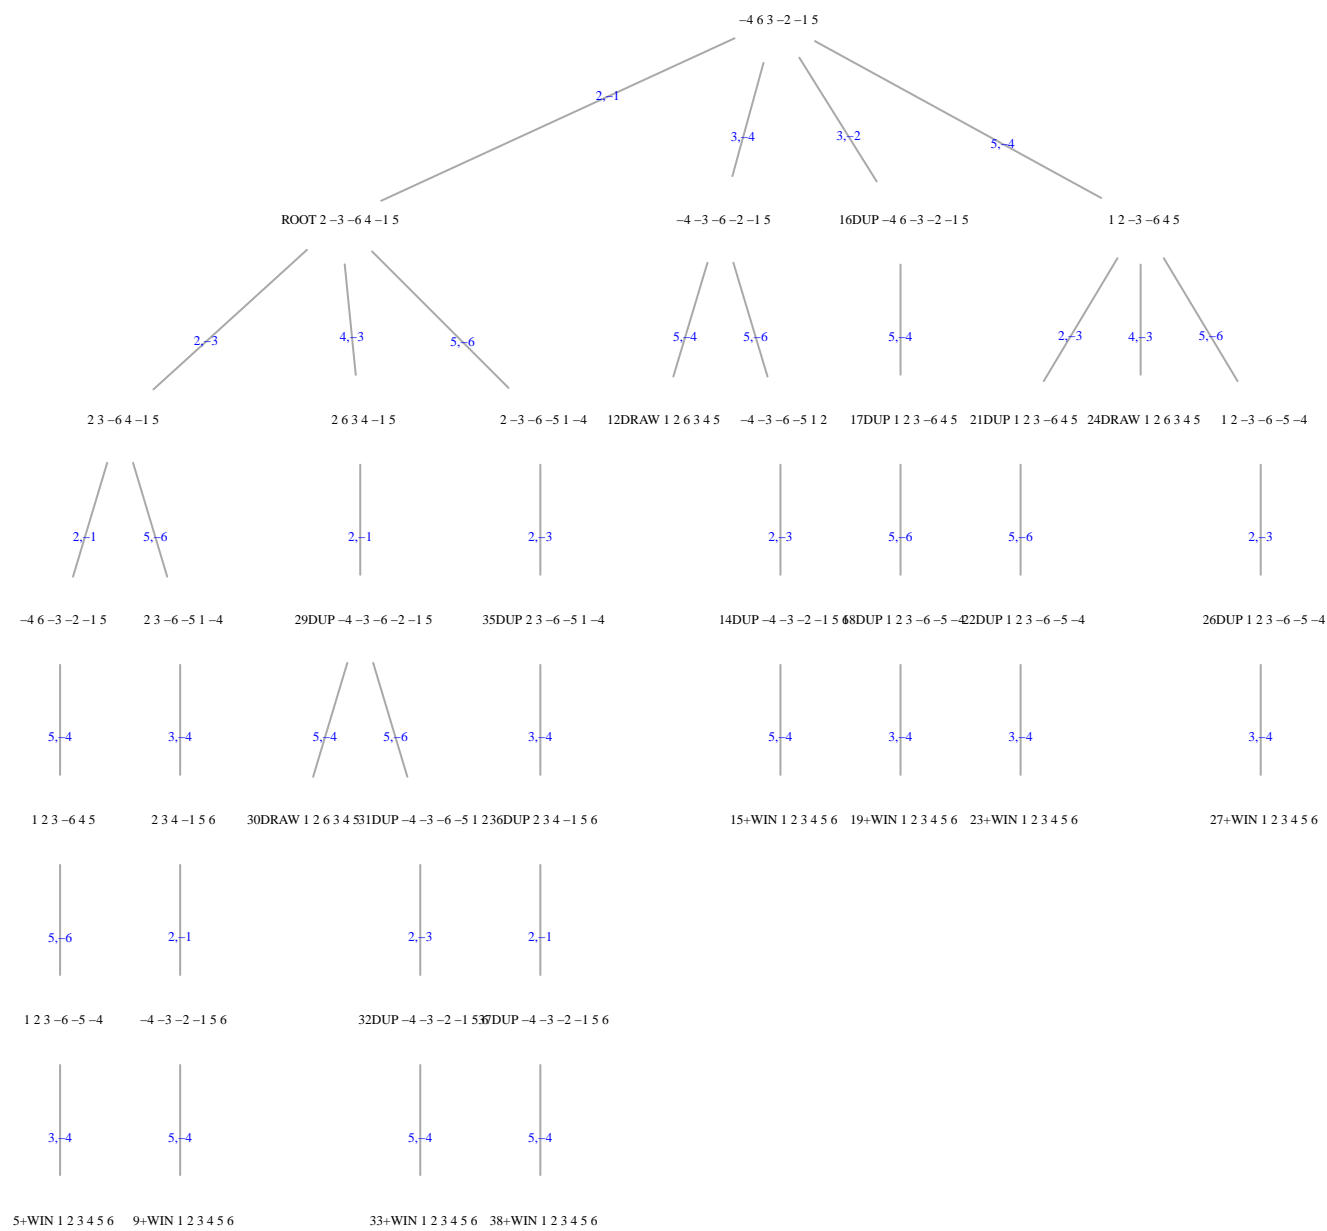 −4 6 3 −2 −1 5
2,−1
3,−4
3,−2
5,−4
ROOT 2 −3 −6 4 −1 5
−4 −3 −6 −2 −1 5
16DUP −4 6 −3 −2 −1 5
1 2 −3 −6 4 5
2,−3
4,−3
5,−6
5,−4
5,−6
5,−4
2,−3
4,−3
5,−6
2 3 −6 4 −1 5
2 6 3 4 −1 5
2 −3 −6 −5 1 −4
12DRAW 1 2 6 3 4 5
−4 −3 −6 −5 1 2
17DUP 1 2 3 −6 4 5
21DUP 1 2 3 −6 4 5
24DRAW 1 2 6 3 4 5
1 2 −3 −6 −5 −4
2,−1
5,−6
2,−1
2,−3
2,−3
5,−6
5,−6
2,−3
−4 6 −3 −2 −1 5
2 3 −6 −5 1 −4
29DUP −4 −3 −6 −2 −1 5
35DUP 2 3 −6 −5 1 −4
14DUP −4 −3 −2 −1 5 6
18DUP 1 2 3 −6 −5 −4
22DUP 1 2 3 −6 −5 −4
26DUP 1 2 3 −6 −5 −4
5,−4
3,−4
5,−4
5,−6
3,−4
5,−4
3,−4
3,−4
3,−4
1 2 3 −6 4 5
2 3 4 −1 5 6
30DRAW 1 2 6 3 4 5
31DUP −4 −3 −6 −5 1 2
36DUP 2 3 4 −1 5 6
15+WIN 1 2 3 4 5 6
19+WIN 1 2 3 4 5 6
23+WIN 1 2 3 4 5 6
27+WIN 1 2 3 4 5 6
5,−6
2,−1
2,−3
2,−1
1 2 3 −6 −5 −4
−4 −3 −2 −1 5 6
32DUP −4 −3 −2 −1 5 6
37DUP −4 −3 −2 −1 5 6
3,−4
5,−4
5,−4
5,−4
5+WIN 1 2 3 4 5 6
9+WIN 1 2 3 4 5 6
33+WIN 1 2 3 4 5 6
38+WIN 1 2 3 4 5 6